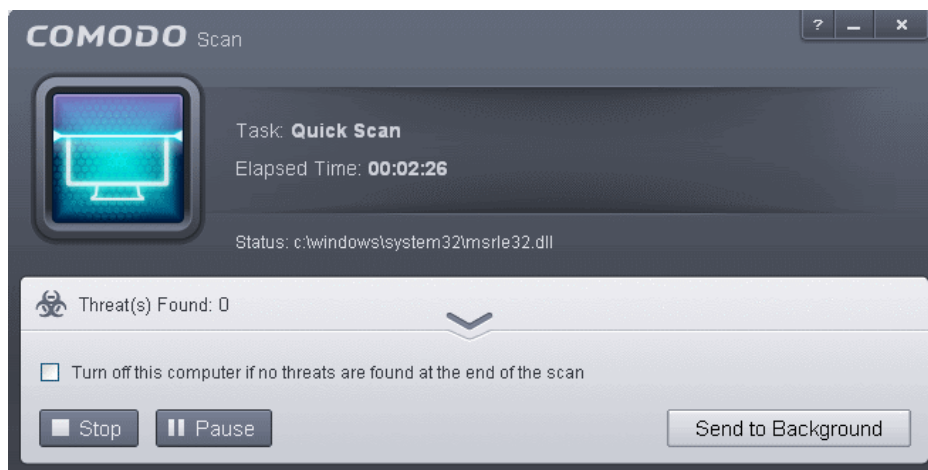 COMODO Scan
? – x
Task: Quick Scan
Elapsed Time: 00:02:26
Status: c:\windows\system32\msrle32.dll
Threat(s) Found: 0
Turn off this computer if no threats are found at the end of the scan
Stop
Pause
Send to Background